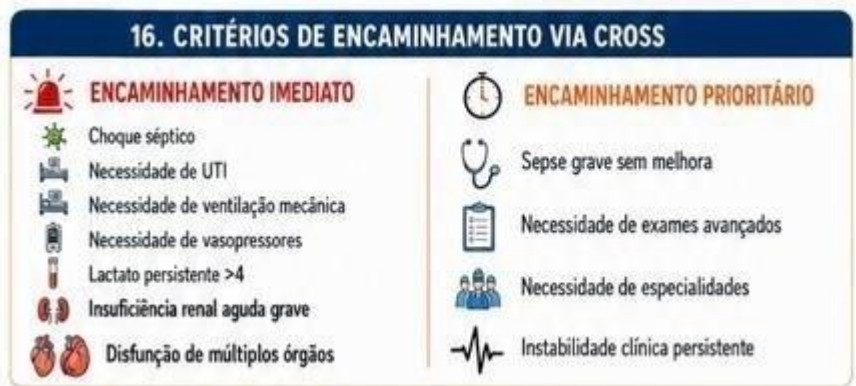 16. CRITÉRIOS DE ENCAMINHAMENTO VIA CROSS
ENCAMINHAMENTO IMEDIATO
Choque séptico
Necessidade de UTI
Necessidade de ventilação mecânica
Necessidade de vasopressores
Lactato persistente >4
Insuficiência renal aguda grave
Disfunção de múltiplos órgãos
ENCAMINHAMENTO PRIORITÁRIO
Sepse grave sem melhora
Necessidade de exames avançados
Necessidade de especialidades
Instabilidade clínica persistente